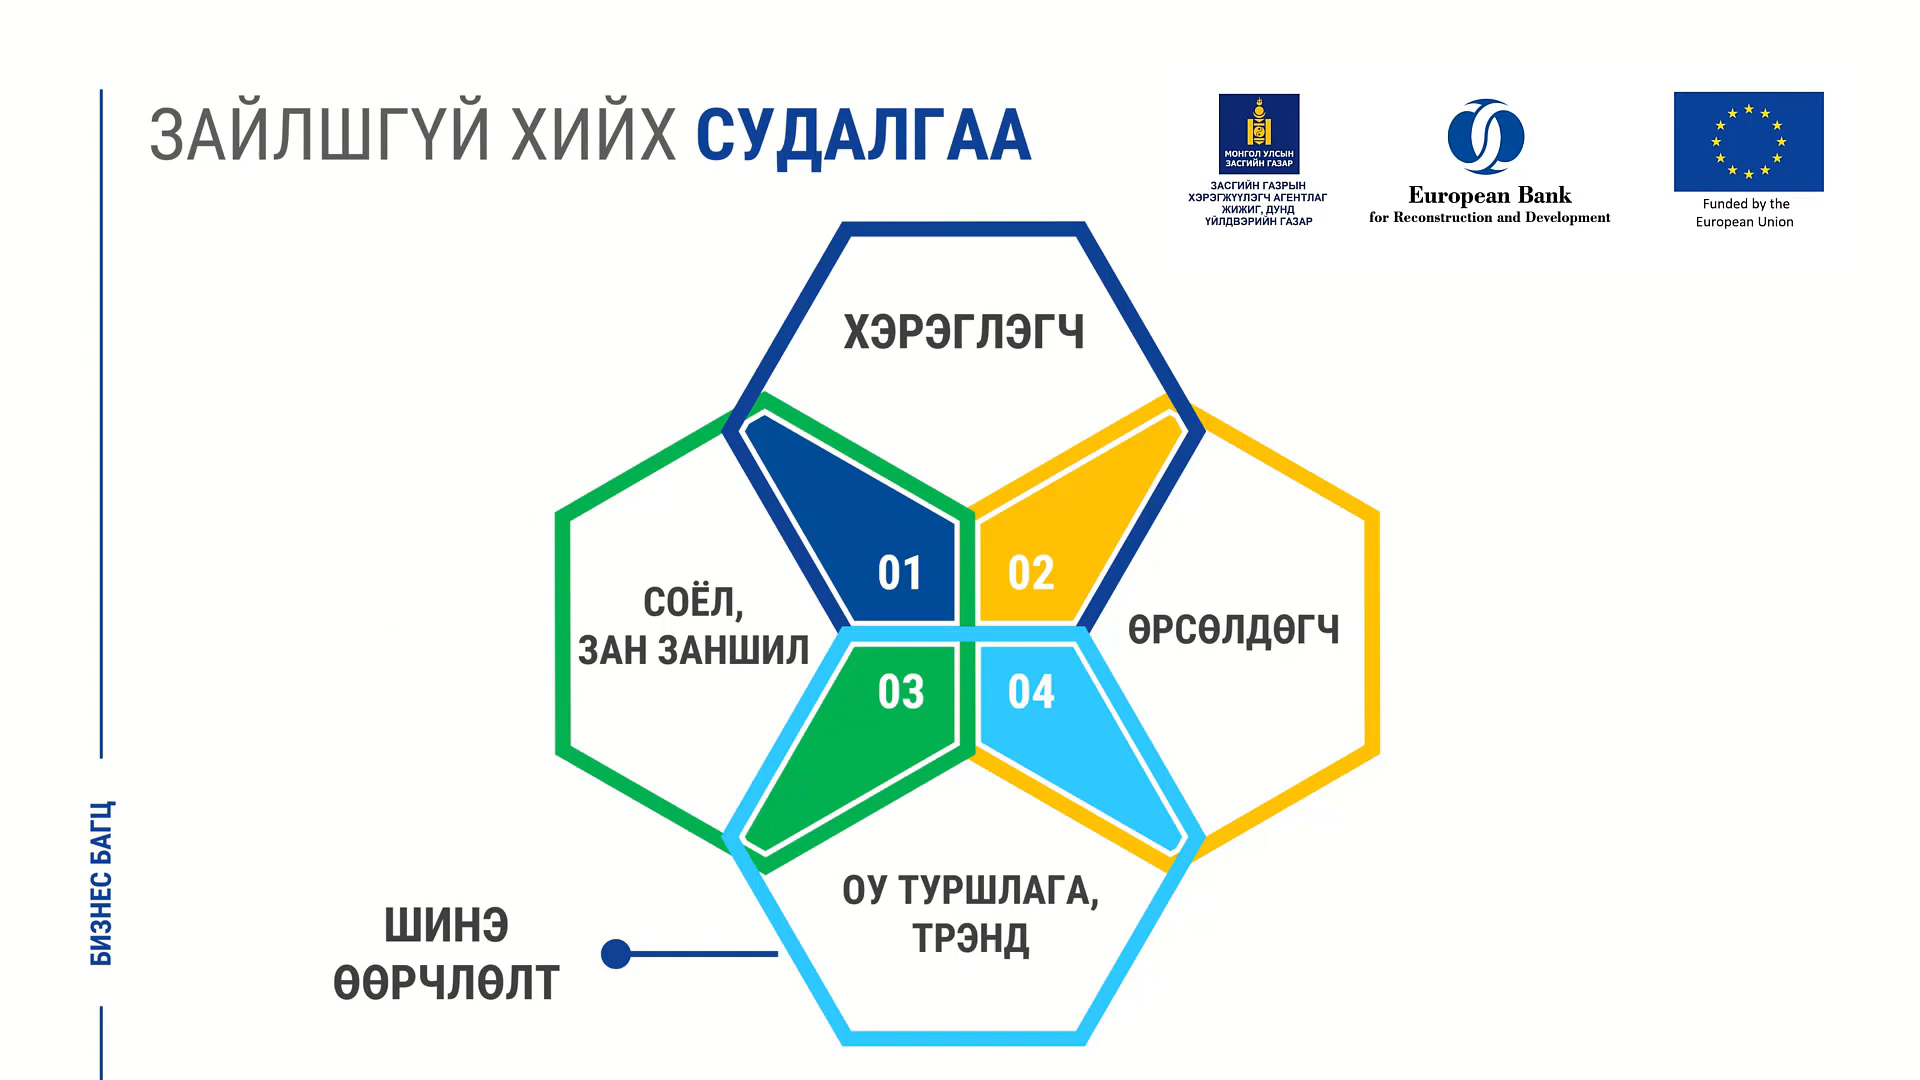 ЗАЙЛШГҮЙ ХИЙХ СУДАЛГАА
МОНГОЛ УЛСЫН
ЗАСГИЙН ГАЗАР
ЗАСГИЙН ГАЗРЫН
ХЭРЭГЖҮҮЛЭГЧ АГЕНТЛАГ
ЖИЖИГ, ДУНД
ҮЙЛДВЭРИЙН ГАЗАР
European Bank
for Reconstruction and Development
Funded by the
European Union
ХЭРЭГЛЭГЧ
01
02
СОЁЛ,
ЗАН ЗАНШИЛ
ӨРСӨЛДӨГЧ
03
04
ОУ ТУРШЛАГА,
ТРЭНД
ШИНЭ
ӨӨРЧЛӨЛТ
БИЗНЕС БАГЦ